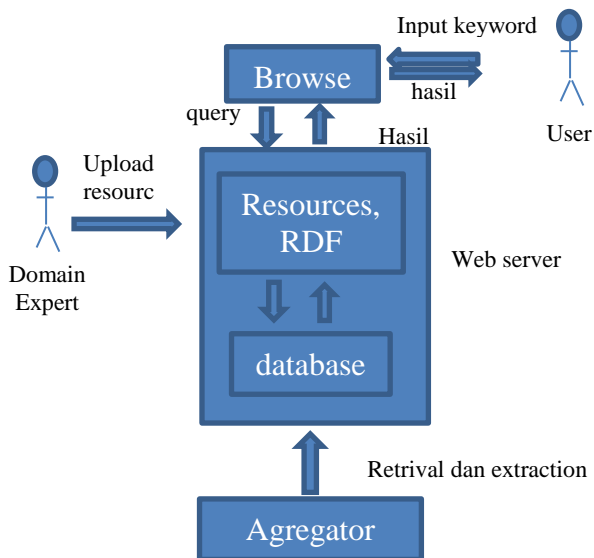 Input keyword
Browse
hasil
query
User
Hasil
Upload
resourc
Resources,
RDF
Web server
Domain
Expert
database
Retrival dan extraction
Agregator